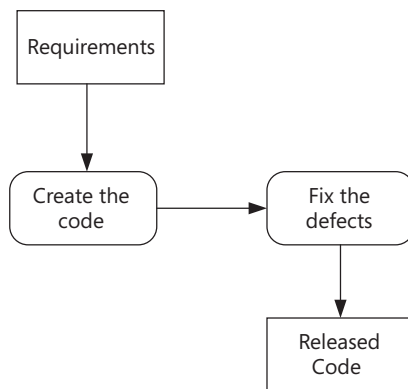 Requirements
Create the
code
Fix the
defects
Released
Code